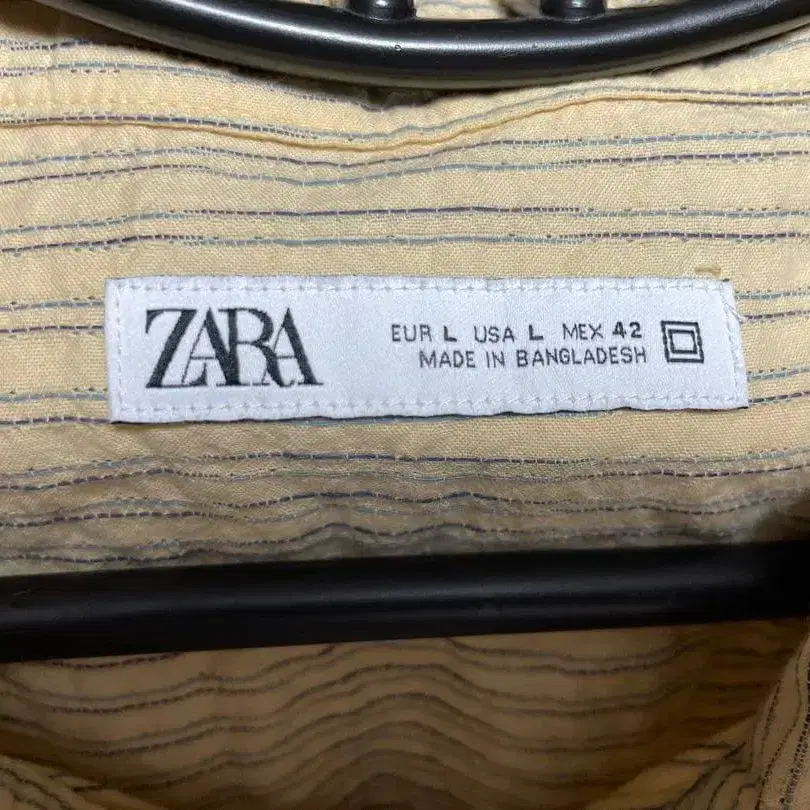 ZARA
EUR L USA L MEX 42
MADE IN BANGLADESH